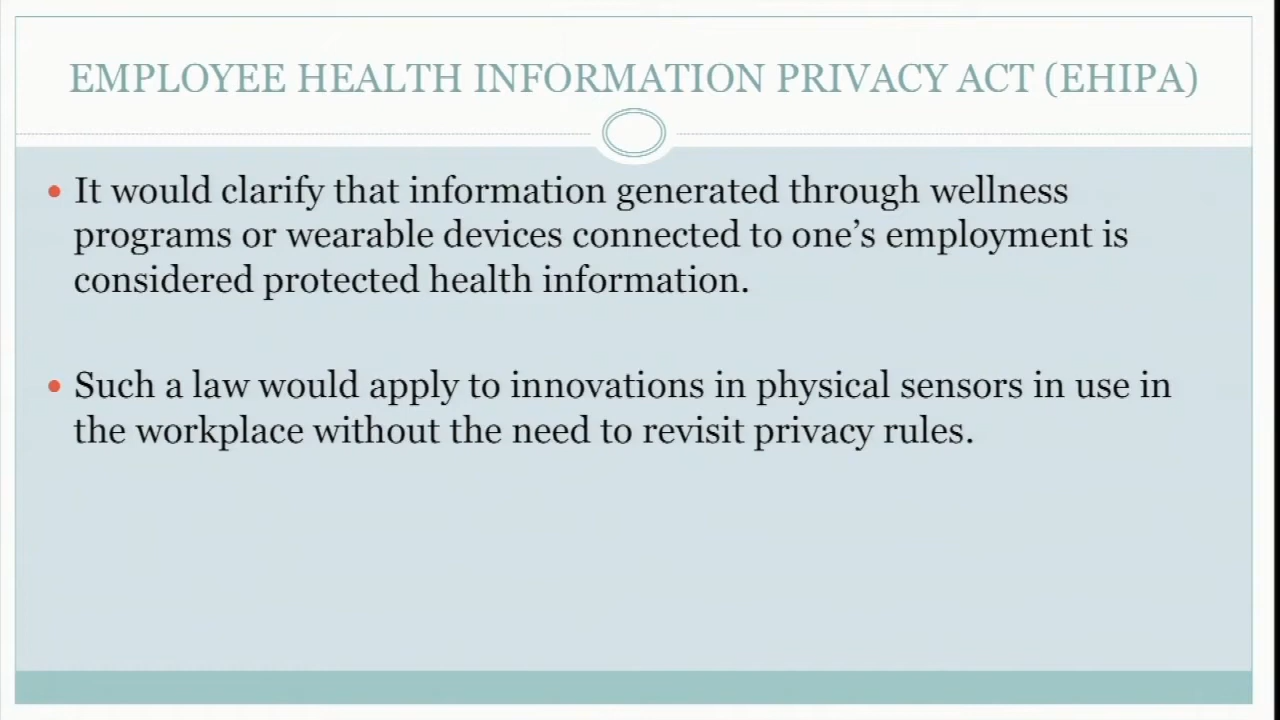 EMPLOYEE HEALTH INFORMATION PRIVACY ACT (EHIPA)
• It would clarify that information generated through wellness
programs or wearable devices connected to one’s employment is
considered protected health information.
• Such a law would apply to innovations in physical sensors in use in
the workplace without the need to revisit privacy rules.